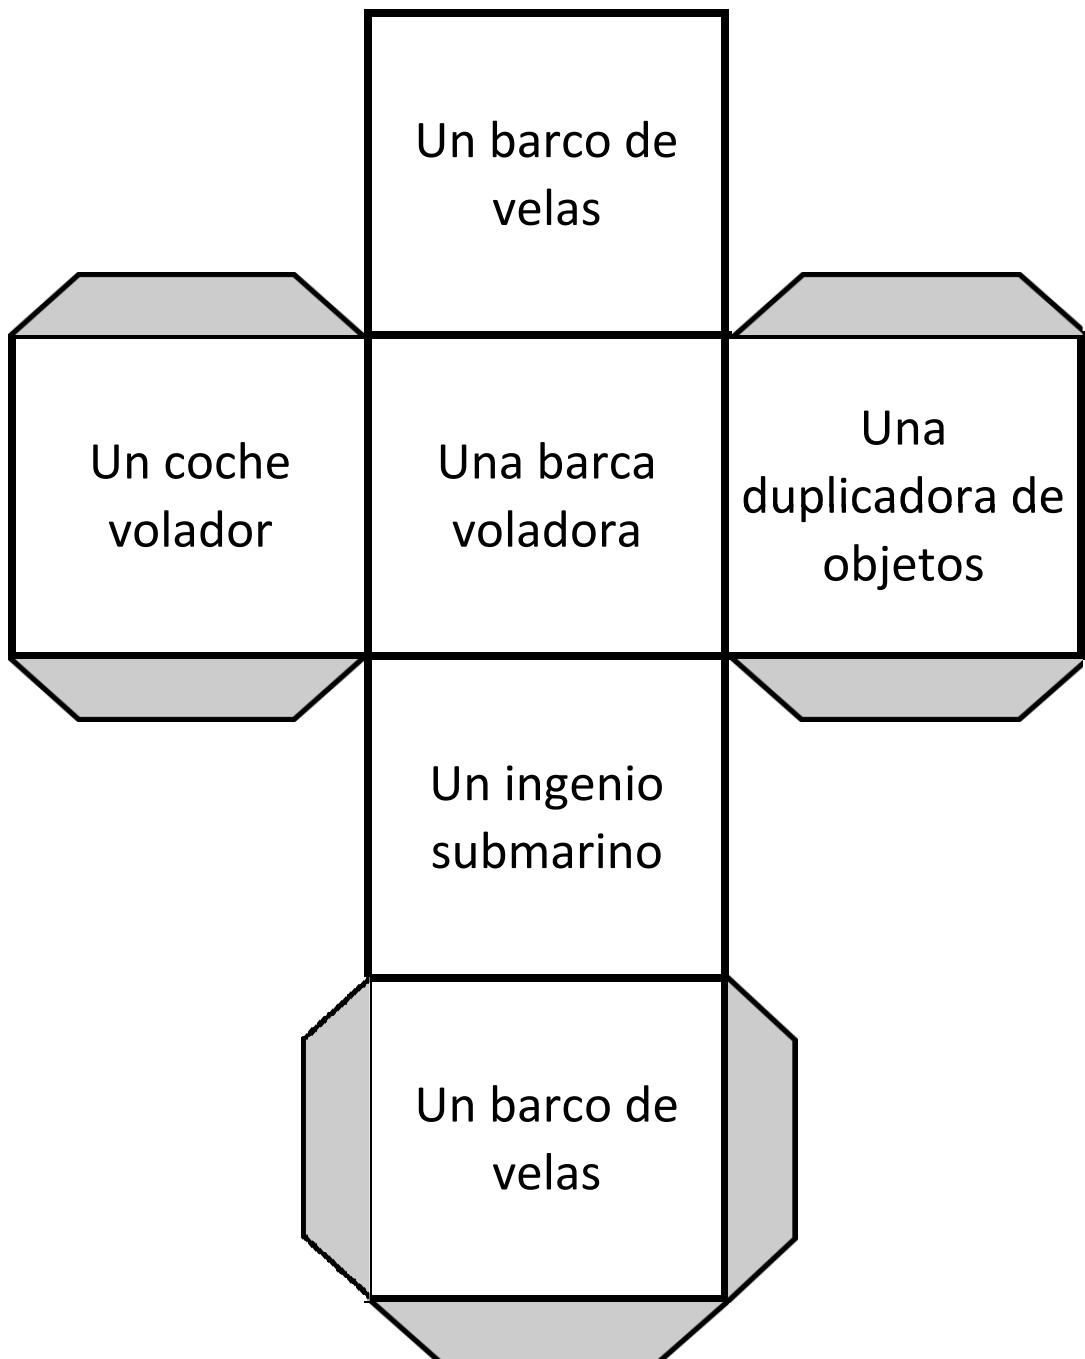 Un barco de
velas
Un coche
volador
Una barca
voladora
Una
duplicadora de
objetos
Un ingenio
submarino
Un barco de
velas